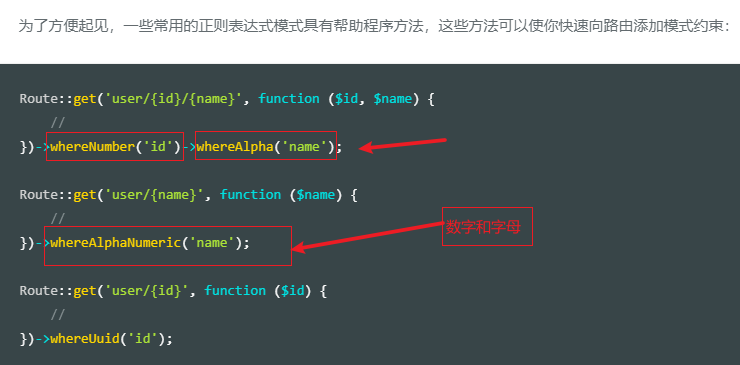 为了方便起见，一些常用的正则表达式模式具有帮助程序方法，这些方法可以使你快速向路由添加模式约束：
Route::get('user/{id}/{name}', function ($id, $name) {
    //
})->whereNumber('id')->whereAlpha('name');
Route::get('user/{name}', function ($name) {
    //
})->whereAlphaNumeric('name');
数字和字母
Route::get('user/{id}', function ($id) {
    //
})->whereUuid('id');